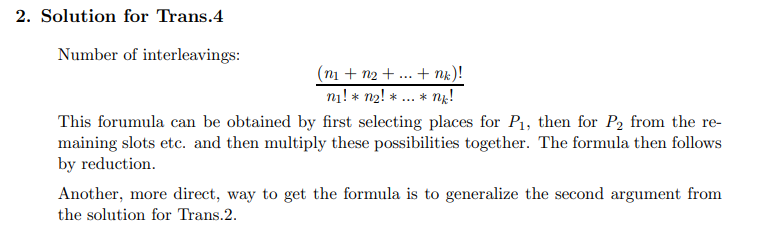 2. Solution for Trans.4
Number of interleavings:
(n₁ + n₂ + ... + nₖ)!
n₁! * n₂! * ... * nₖ!
This forumula can be obtained by first selecting places for P₁, then for P₂ from the re-
maining slots etc. and then multiply these possibilities together. The formula then follows
by reduction.
Another, more direct, way to get the formula is to generalize the second argument from
the solution for Trans.2.